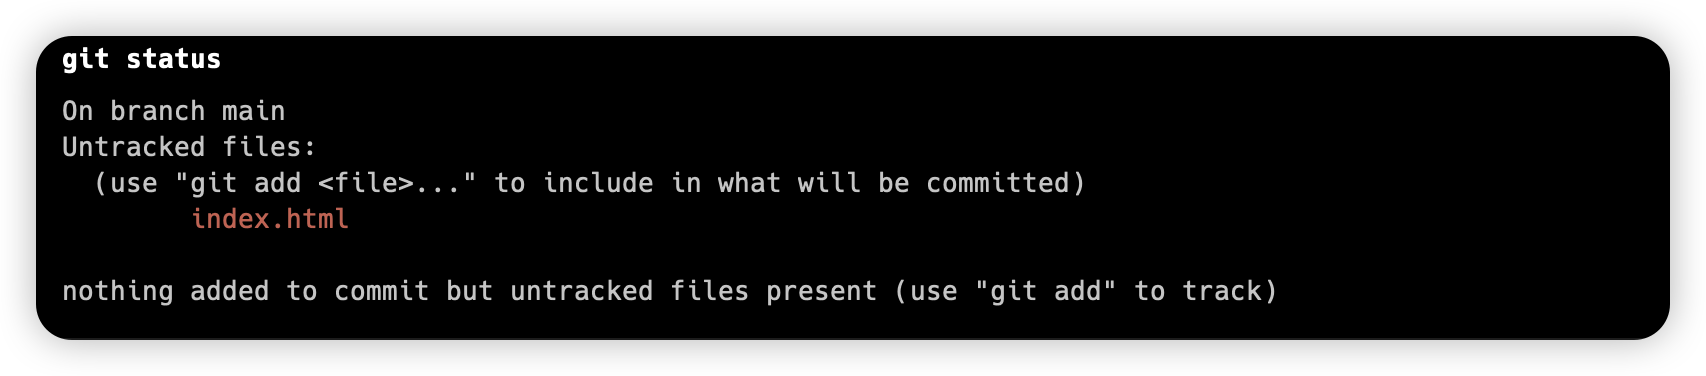 git status
On branch main
Untracked files:
(use "git add <file>..." to include in what will be committed)
index.html
nothing added to commit but untracked files present (use "git add" to track)